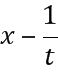 x − 1/t